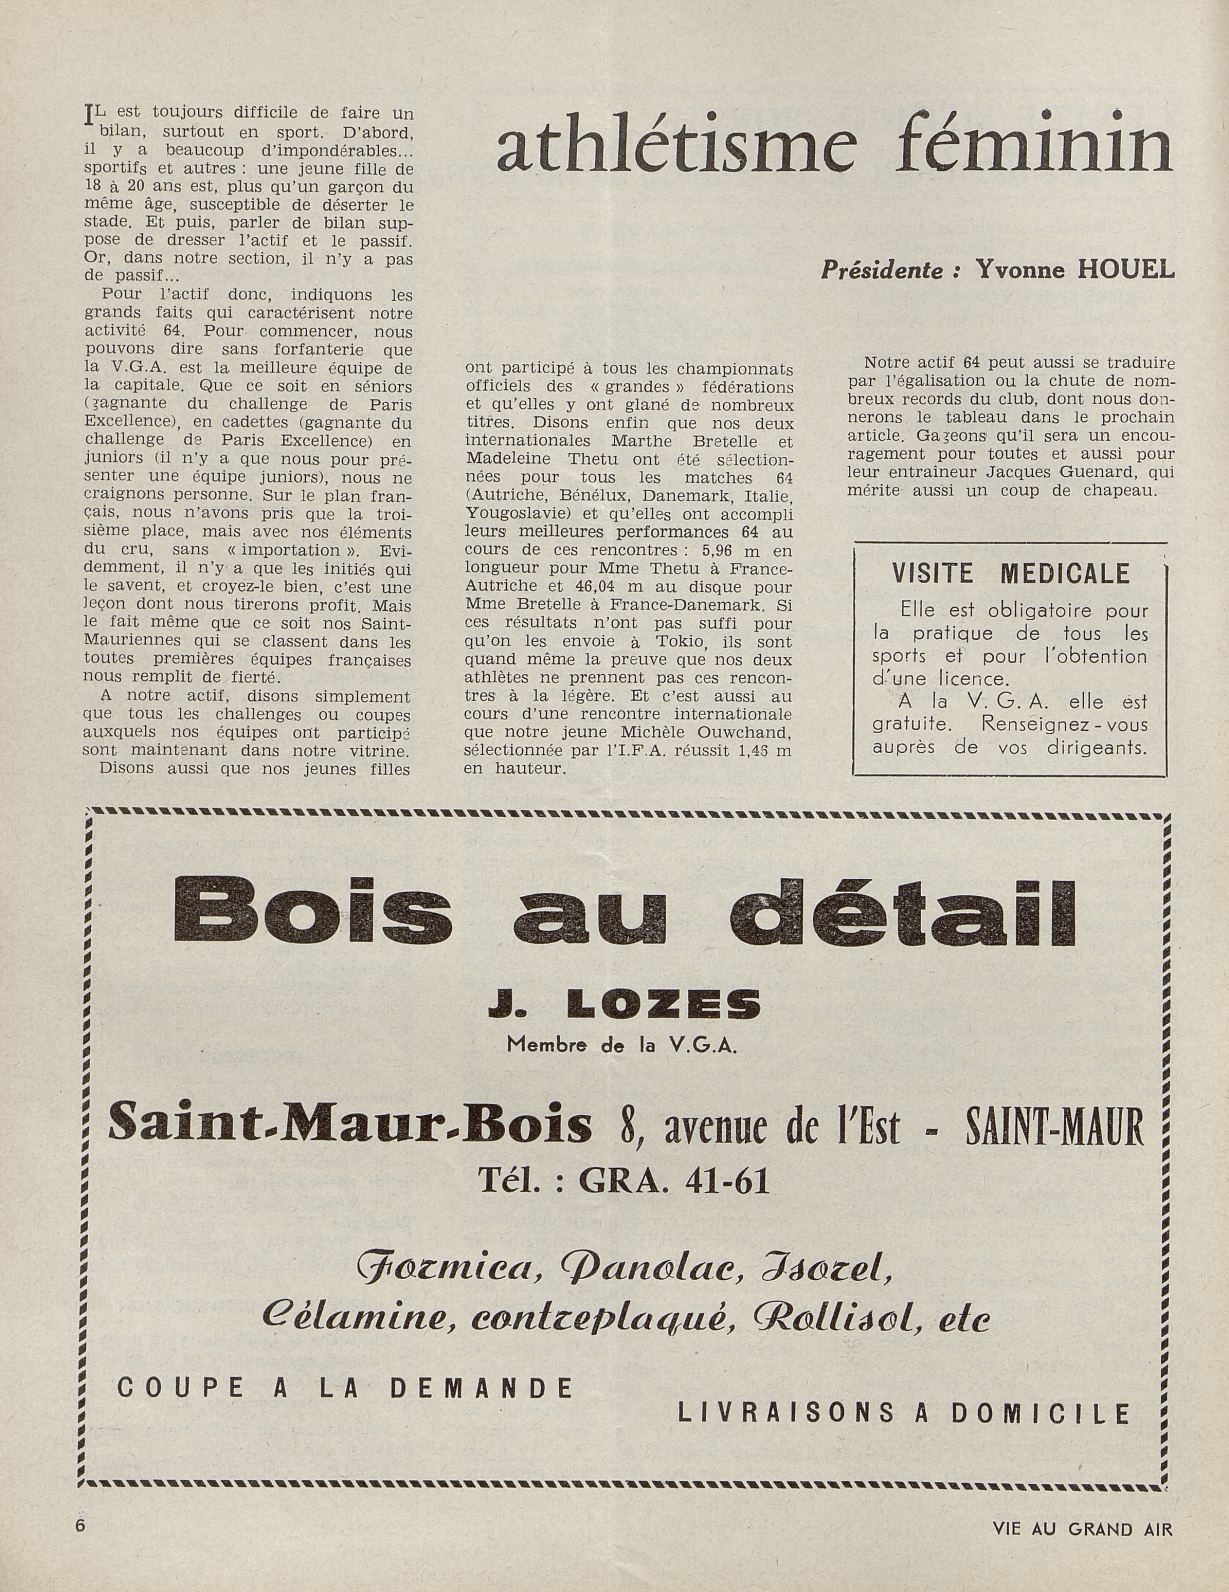 athlétisme féminin
Présidente : Yvonne HOUEL
IL est toujours difficile de faire un
bilan, surtout en sport. D'abord,
il y a beaucoup d'impondérables...
sportifs et autres : une jeune fille de
18 à 20 ans est, plus qu'un garçon du
même âge, susceptible de déserter le
stade. Et puis, parler de bilan sup-
pose de dresser l'actif et le passif.
Or, dans notre section, il n'y a pas
de passif...
Pour l'actif donc, indiquons les
grands faits qui caractérisent notre
activité 64. Pour commencer, nous
pouvons dire sans forfanterie que
la V.G.A. est la meilleure équipe de
la capitale. Que ce soit en séniors
(gagnante du challenge de Paris
Excellence), en cadettes (gagnante du
challenge de Paris Excellence) en
juniors (il n'y a que nous pour pré-
senter une équipe juniors), nous ne
craignons personne. Sur le plan fran-
çais, nous n'avons pris que la troi-
sième place, mais avec nos éléments
du cru, sans « importation ». Evi-
demment, il n'y a que les initiés qui
le savent, et croyez-le bien, c'est une
leçon dont nous tirerons profit. Mais
le fait même que ce soit nos Saint-
Mauriennes qui se classent dans les
toutes premières équipes françaises
nous remplit de fierté.
A notre actif, disons simplement
que tous les challenges ou coupes
auxquels nos équipes ont participé
sont maintenant dans notre vitrine.
Disons aussi que nos jeunes filles
ont participé à tous les championnats
officiels des « grandes » fédérations
et qu'elles y ont glané de nombreux
titres. Disons enfin que nos deux
internationales Marthe Bretelle et
Madeleine Thetu ont été sélection-
nées pour tous les matches 64
(Autriche, Bénélux, Danemark, Italie,
Yougoslavie) et qu'elles ont accompli
leurs meilleures performances 64 au
cours de ces rencontres : 5,96 m en
longueur pour Mme Thetu à France-
Autriche et 46,04 m au disque pour
Mme Bretelle à France-Danemark. Si
ces résultats n'ont pas suffi pour
qu'on les envoie à Tokio, ils sont
quand même la preuve que nos deux
athlètes ne prennent pas ces rencon-
tres à la légère. Et c'est aussi au
cours d'une rencontre internationale
que notre jeune Michèle Ouwchand,
sélectionnée par l'I.F.A. réussit 1,46 m
en hauteur.
Notre actif 64 peut aussi se traduire
par l'égalisation ou la chute de nom-
breux records du club, dont nous don-
nerons le tableau dans le prochain
article. Gageons qu'il sera un encou-
ragement pour toutes et aussi pour
leur entraîneur Jacques Guenard, qui
mérite aussi un coup de chapeau.
VISITE MEDICALE
Elle est obligatoire pour
la pratique de tous les
sports et pour l'obtention
d'une licence.
A la V.G.A. elle est
gratuite. Renseignez-vous
auprès de vos dirigeants.
Bois au détail
J. LOZES
Membre de la V.G.A.
Saint-Maur-Bois 8, avenue de l'Est - SAINT-MAUR
Tél. : GRA. 41-61
Formica, Panolac, Isorel,
Célamine, contreplaqué, Rollisol, etc
COUPE A LA DEMANDE
LIVRAISONS A DOMICILE
6
VIE AU GRAND AIR